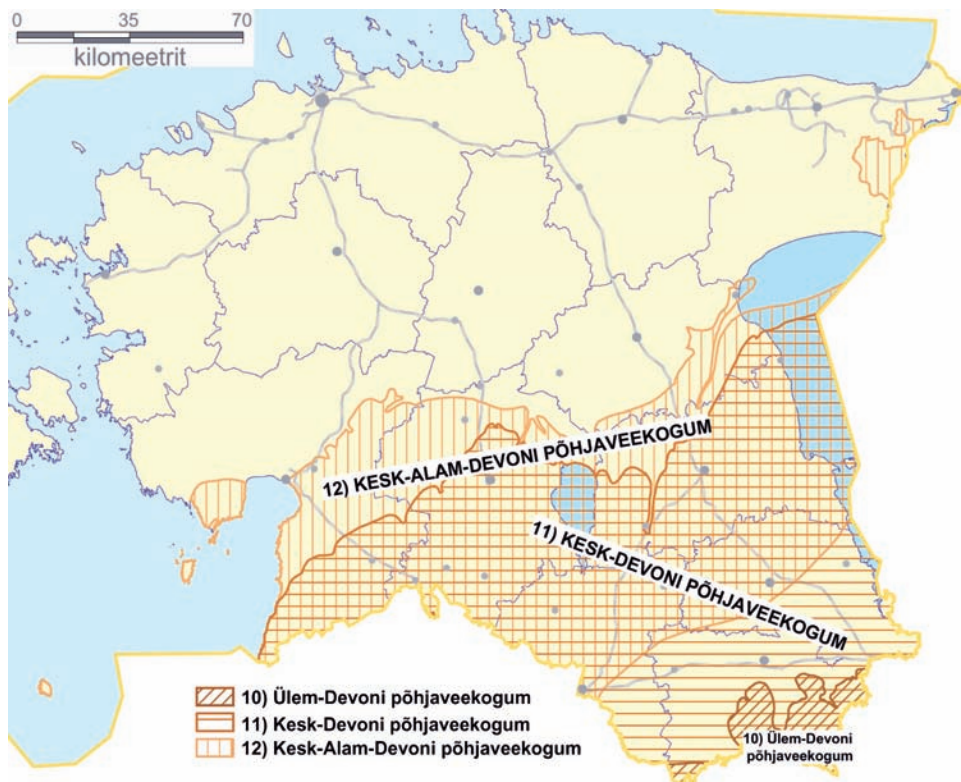 0 35 70
kilomeetrit
12) KESK-ALAM-DEVONI PÕHJAVEEKOGUM
11) KESK-DEVONI PÕHJAVEEKOGUM
10) Ülem-Devoni põhjaveekogum
11) Kesk-Devoni põhjaveekogum
12) Kesk-Alam-Devoni põhjaveekogum
10) Ülem-Devoni
põhjaveekogum